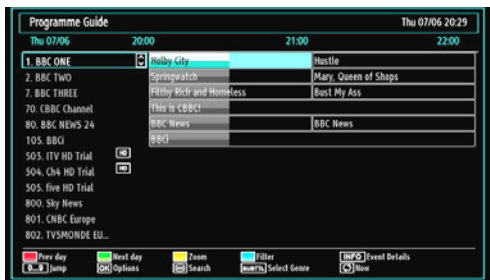 Programme Guide Thu 07/06 20:29
Thu 07/06 20:00 21:00 22:00
1. BBC ONE Holby City Hustle
2. BBC TWO Springwatch Mary, Queen of Shops
7. BBC THREE Filthy Rich and Homeless Bust My Ass
70. CBBC Channel This is CBBC!
80. BBC NEWS 24 BBC News BBC News
105. BBCi BBCi
503. ITV HD Trial HD
504. Ch4 HD Trial HD
505. five HD Trial
800. Sky News
801. CNBC Europe
802. TV5MONDE EU...
Prev day Next day Zoom Filter INFO Event Details
0...9 Jump OK Options Search SUBTTL Select Genre Now